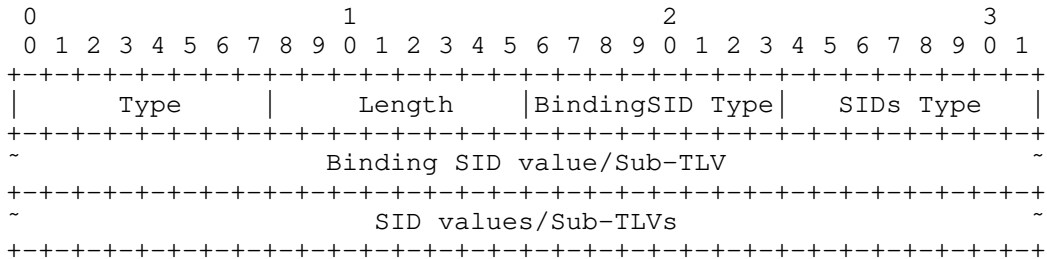 0                   1                   2                   3
 0 1 2 3 4 5 6 7 8 9 0 1 2 3 4 5 6 7 8 9 0 1 2 3 4 5 6 7 8 9 0 1
+-+-+-+-+-+-+-+-+-+-+-+-+-+-+-+-+-+-+-+-+-+-+-+-+-+-+-+-+-+-+-+-+
|      Type     |     Length    |BindingSID Type|   SIDs Type   |
+-+-+-+-+-+-+-+-+-+-+-+-+-+-+-+-+-+-+-+-+-+-+-+-+-+-+-+-+-+-+-+-+
~                   Binding SID value/Sub-TLV                   ~
+-+-+-+-+-+-+-+-+-+-+-+-+-+-+-+-+-+-+-+-+-+-+-+-+-+-+-+-+-+-+-+-+
~                      SID values/Sub-TLVs                      ~
+-+-+-+-+-+-+-+-+-+-+-+-+-+-+-+-+-+-+-+-+-+-+-+-+-+-+-+-+-+-+-+-+